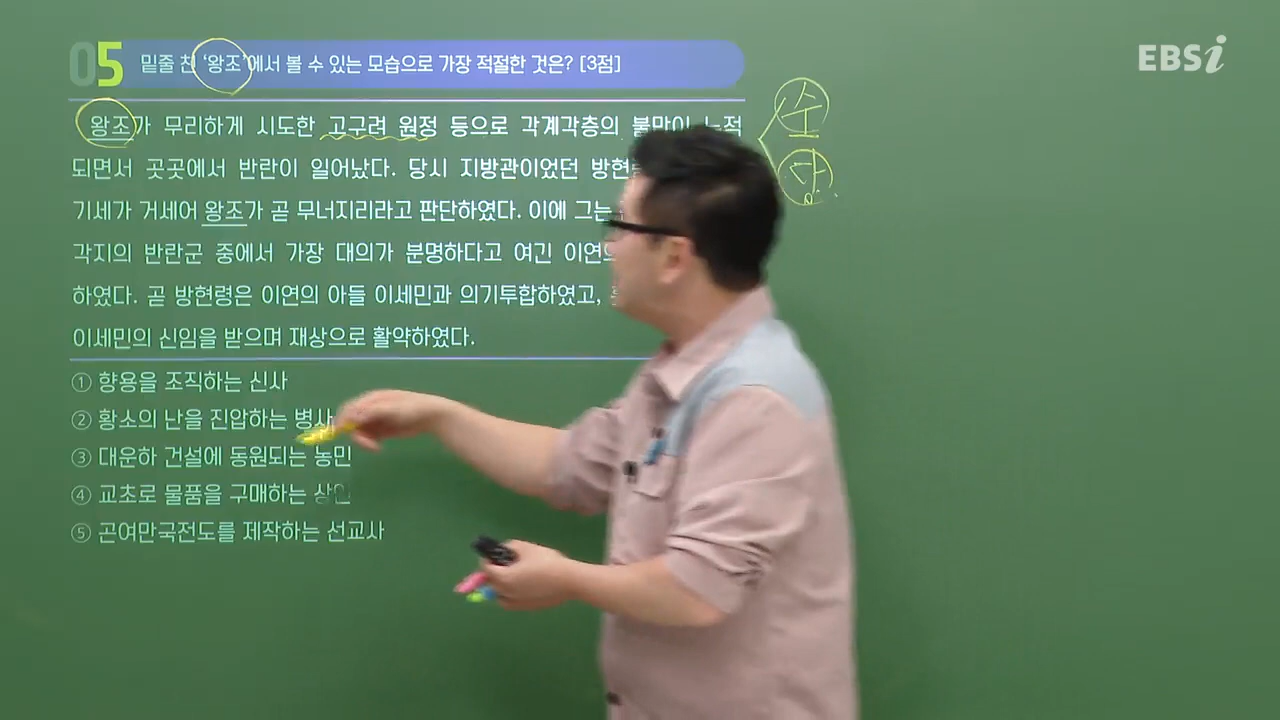 05 밑줄 친 '왕조'에서 볼 수 있는 모습으로 가장 적절한 것은? [3점]
EBSi
왕조가 무리하게 시도한 고구려 원정 등으로 각계각층의 불만이 누적
되면서 곳곳에서 반란이 일어났다. 당시 지방관이었던
기세가 거세어 왕조가 곧 무너지리라고 판단하였다. 이에 그는
각지의 반란군 중에서 가장 대의가 분명하다고 여긴
하였다. 곧 방현령은 이연의 아들 이세민과 의기투합하였고,
이세민의 신임을 받으며 재상으로 활약하였다.
① 향용을 조직하는 신사
② 황소의 난을 진압하는 병사
③ 대운하 건설에 동원되는 농민
④ 교초로 물품을 구매하는 상인
⑤ 곤여만국전도를 제작하는 선교사
수
당